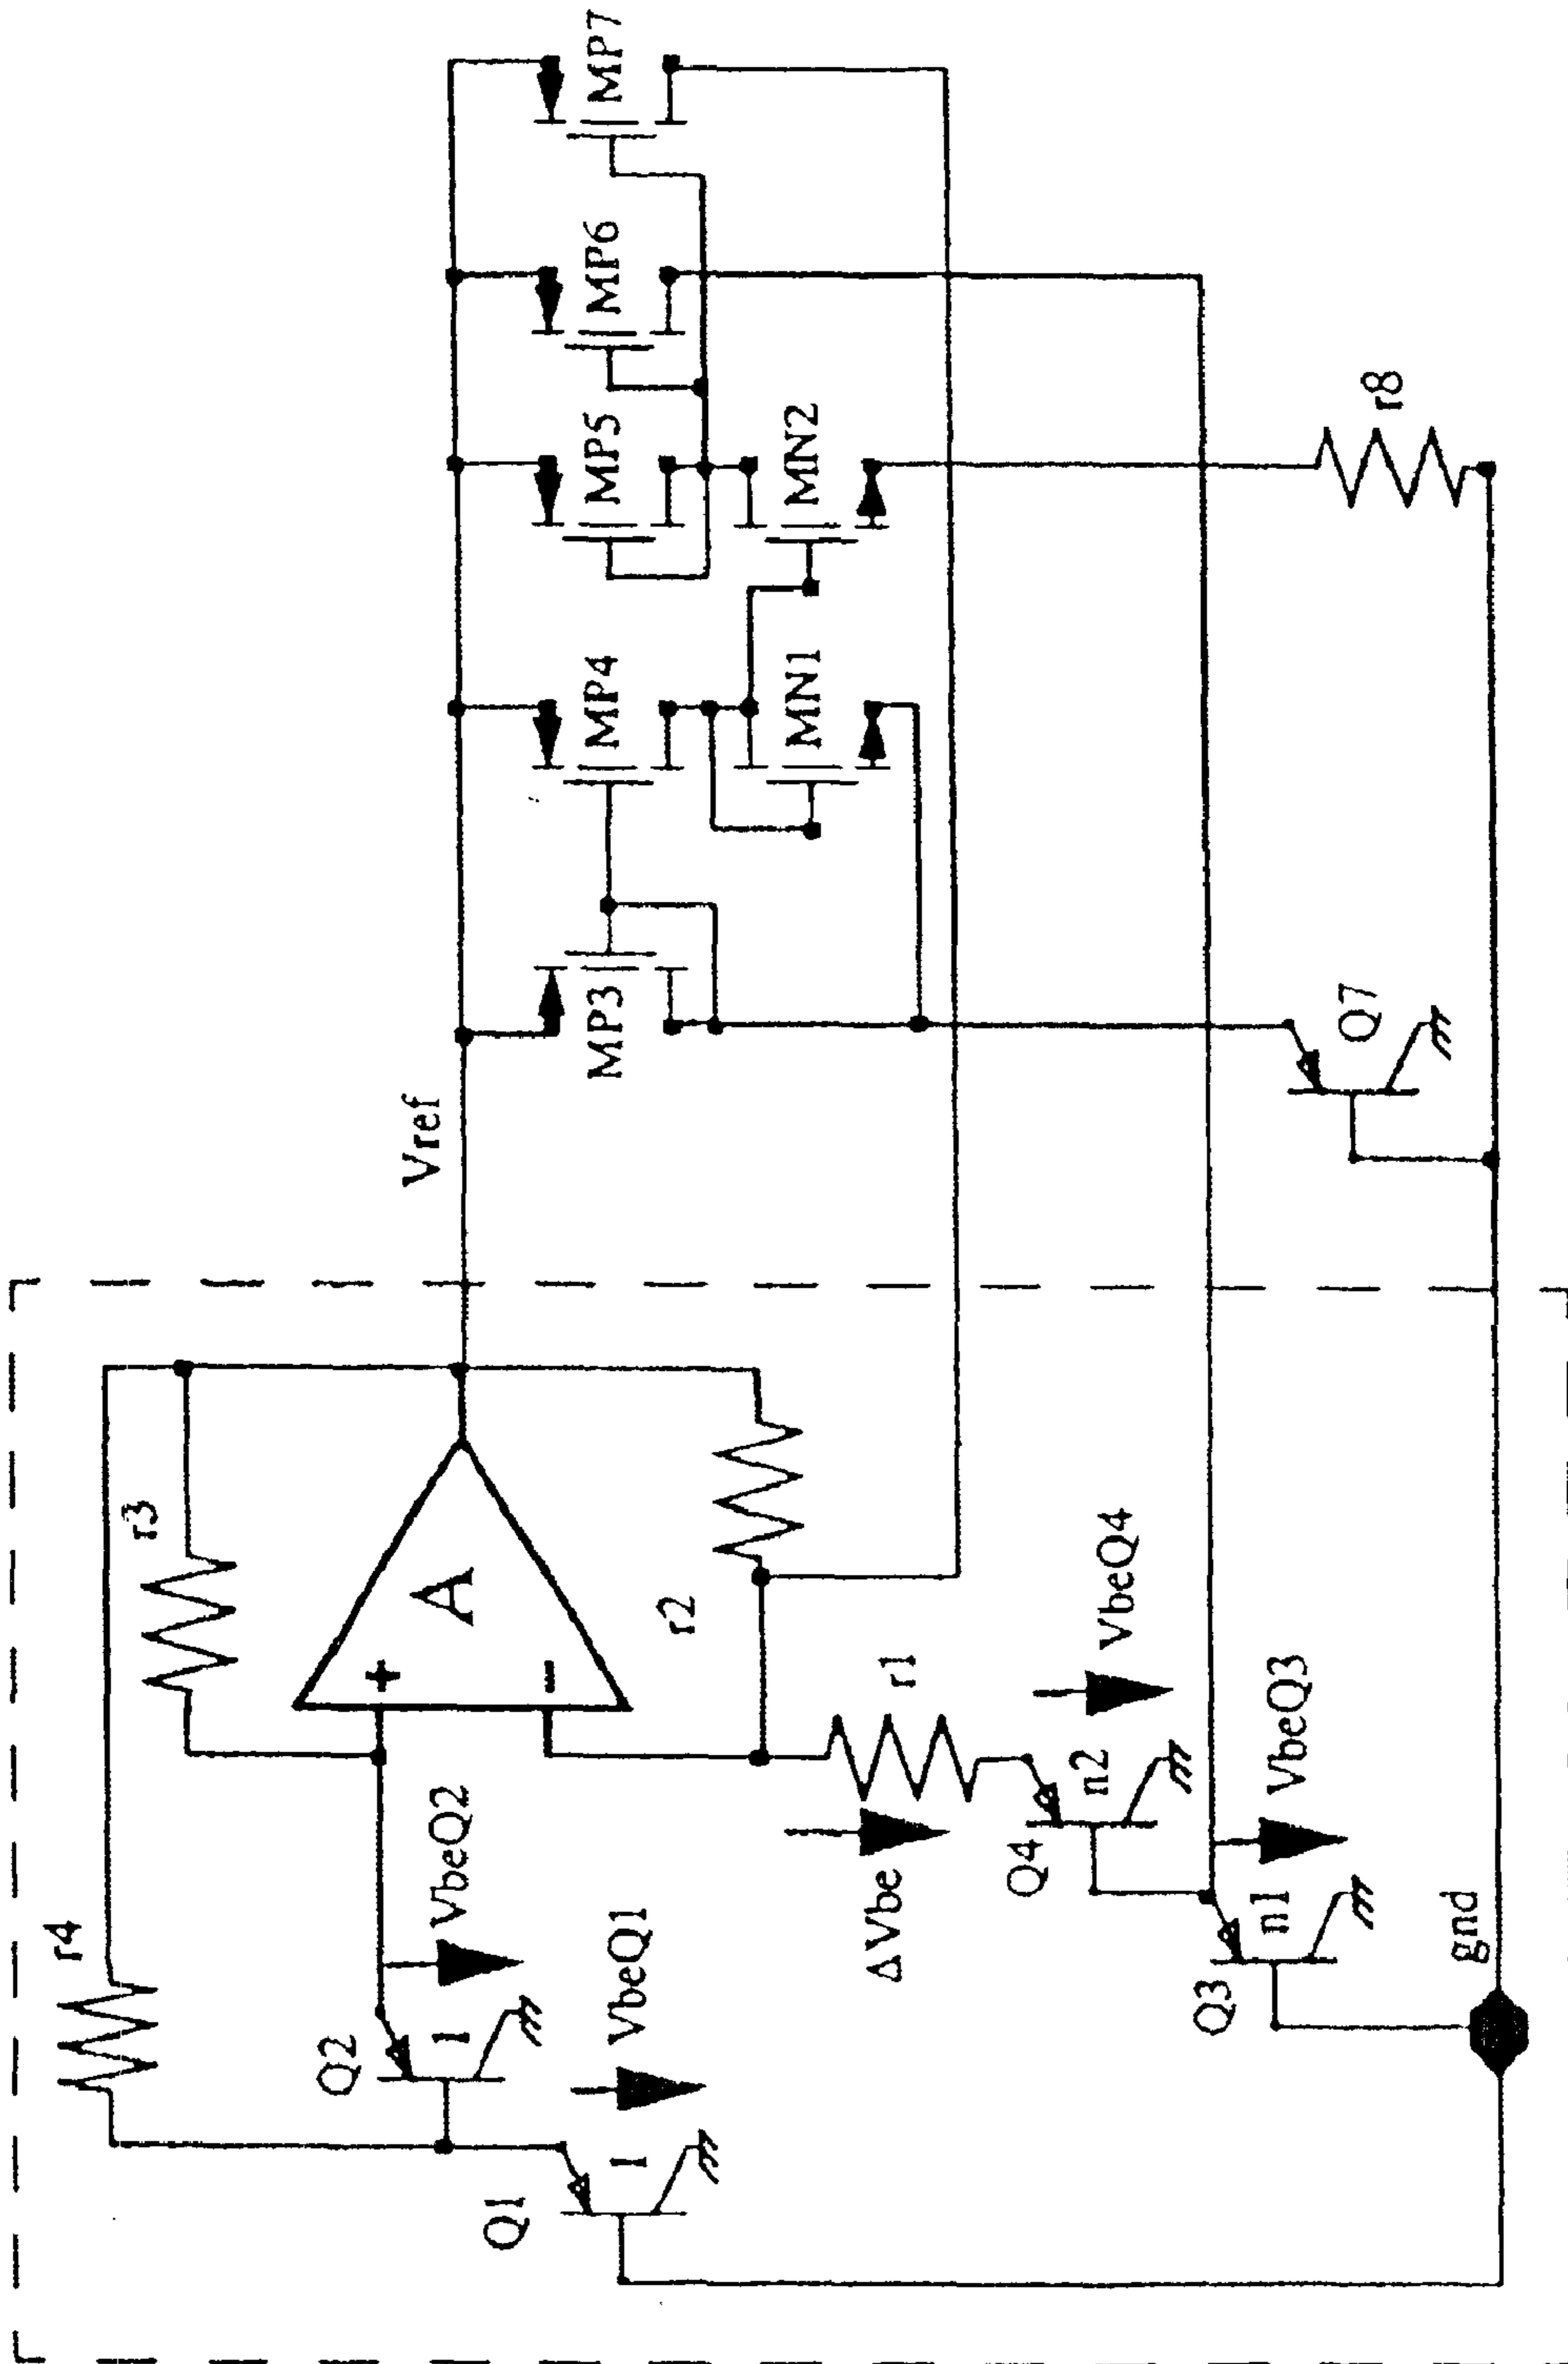 r4
r3
Vref
Q2
1
VbeQ2
Q1
1
VbeQ1
+
-
A
r2
ΔVbe
r1
Q4
n2
VbeQ4
Q3
n1
VbeQ3
gnd
MP3
MP4
MP5
MP6
MP7
MN1
MN2
Q7
r8